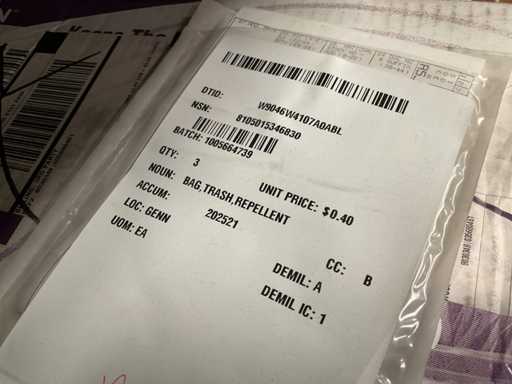 DTID: W9046W4107A0ABL
NSN: 8105015346830
BATCH: 1005664739
QTY: 3 UNIT PRICE: $0.40
NOUN: BAG,TRASH,REPELLENT
ACCUM: 202521
LOC: GENN CC: B
UOM: EA DEMIL: A
DEMIL IC: 1